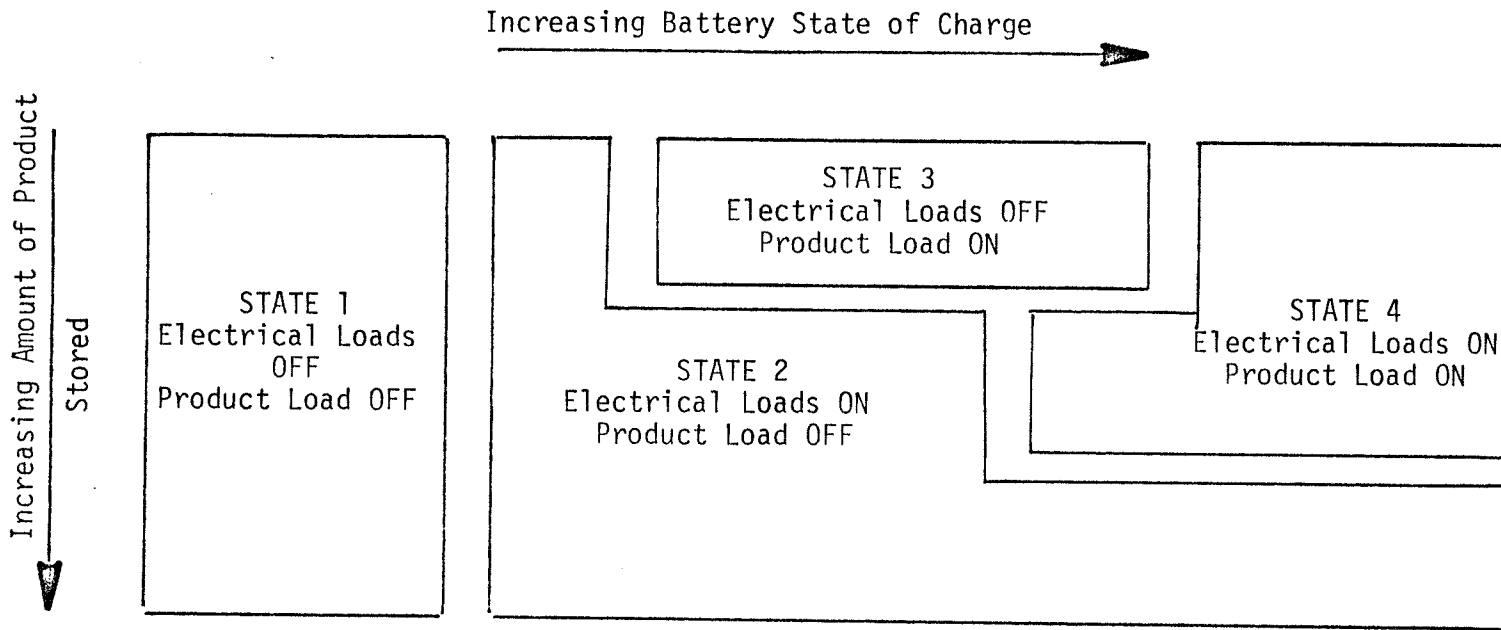 Increasing Battery State of Charge
Increasing Amount of Product
Stored
STATE 1
Electrical Loads
OFF
Product Load OFF
STATE 2
Electrical Loads ON
Product Load OFF
STATE 3
Electrical Loads OFF
Product Load ON
STATE 4
Electrical Loads ON
Product Load ON